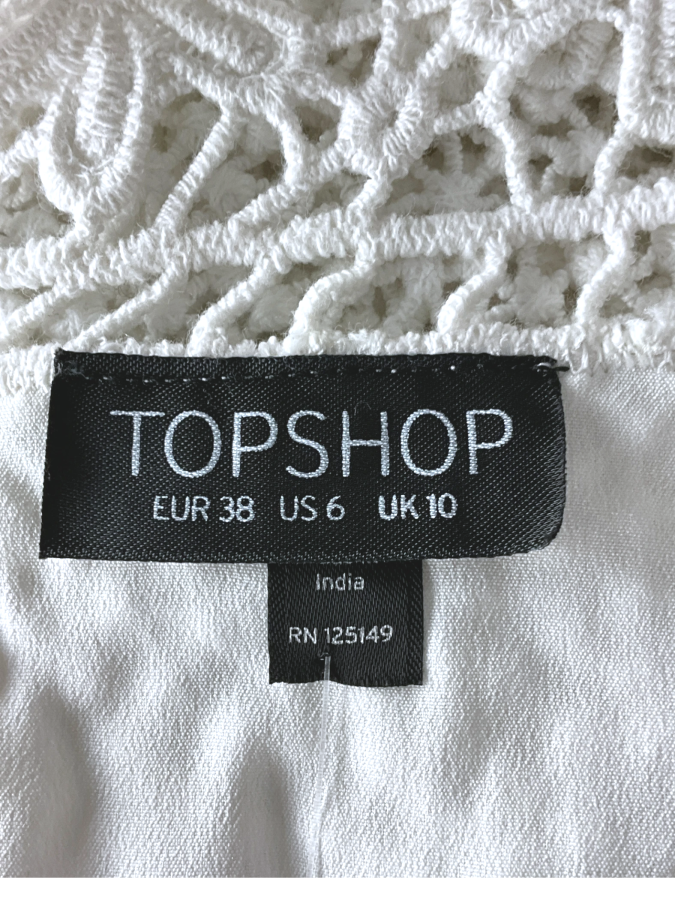 TOPSHOP
EUR 38 US 6 UK 10
India
RN 125149